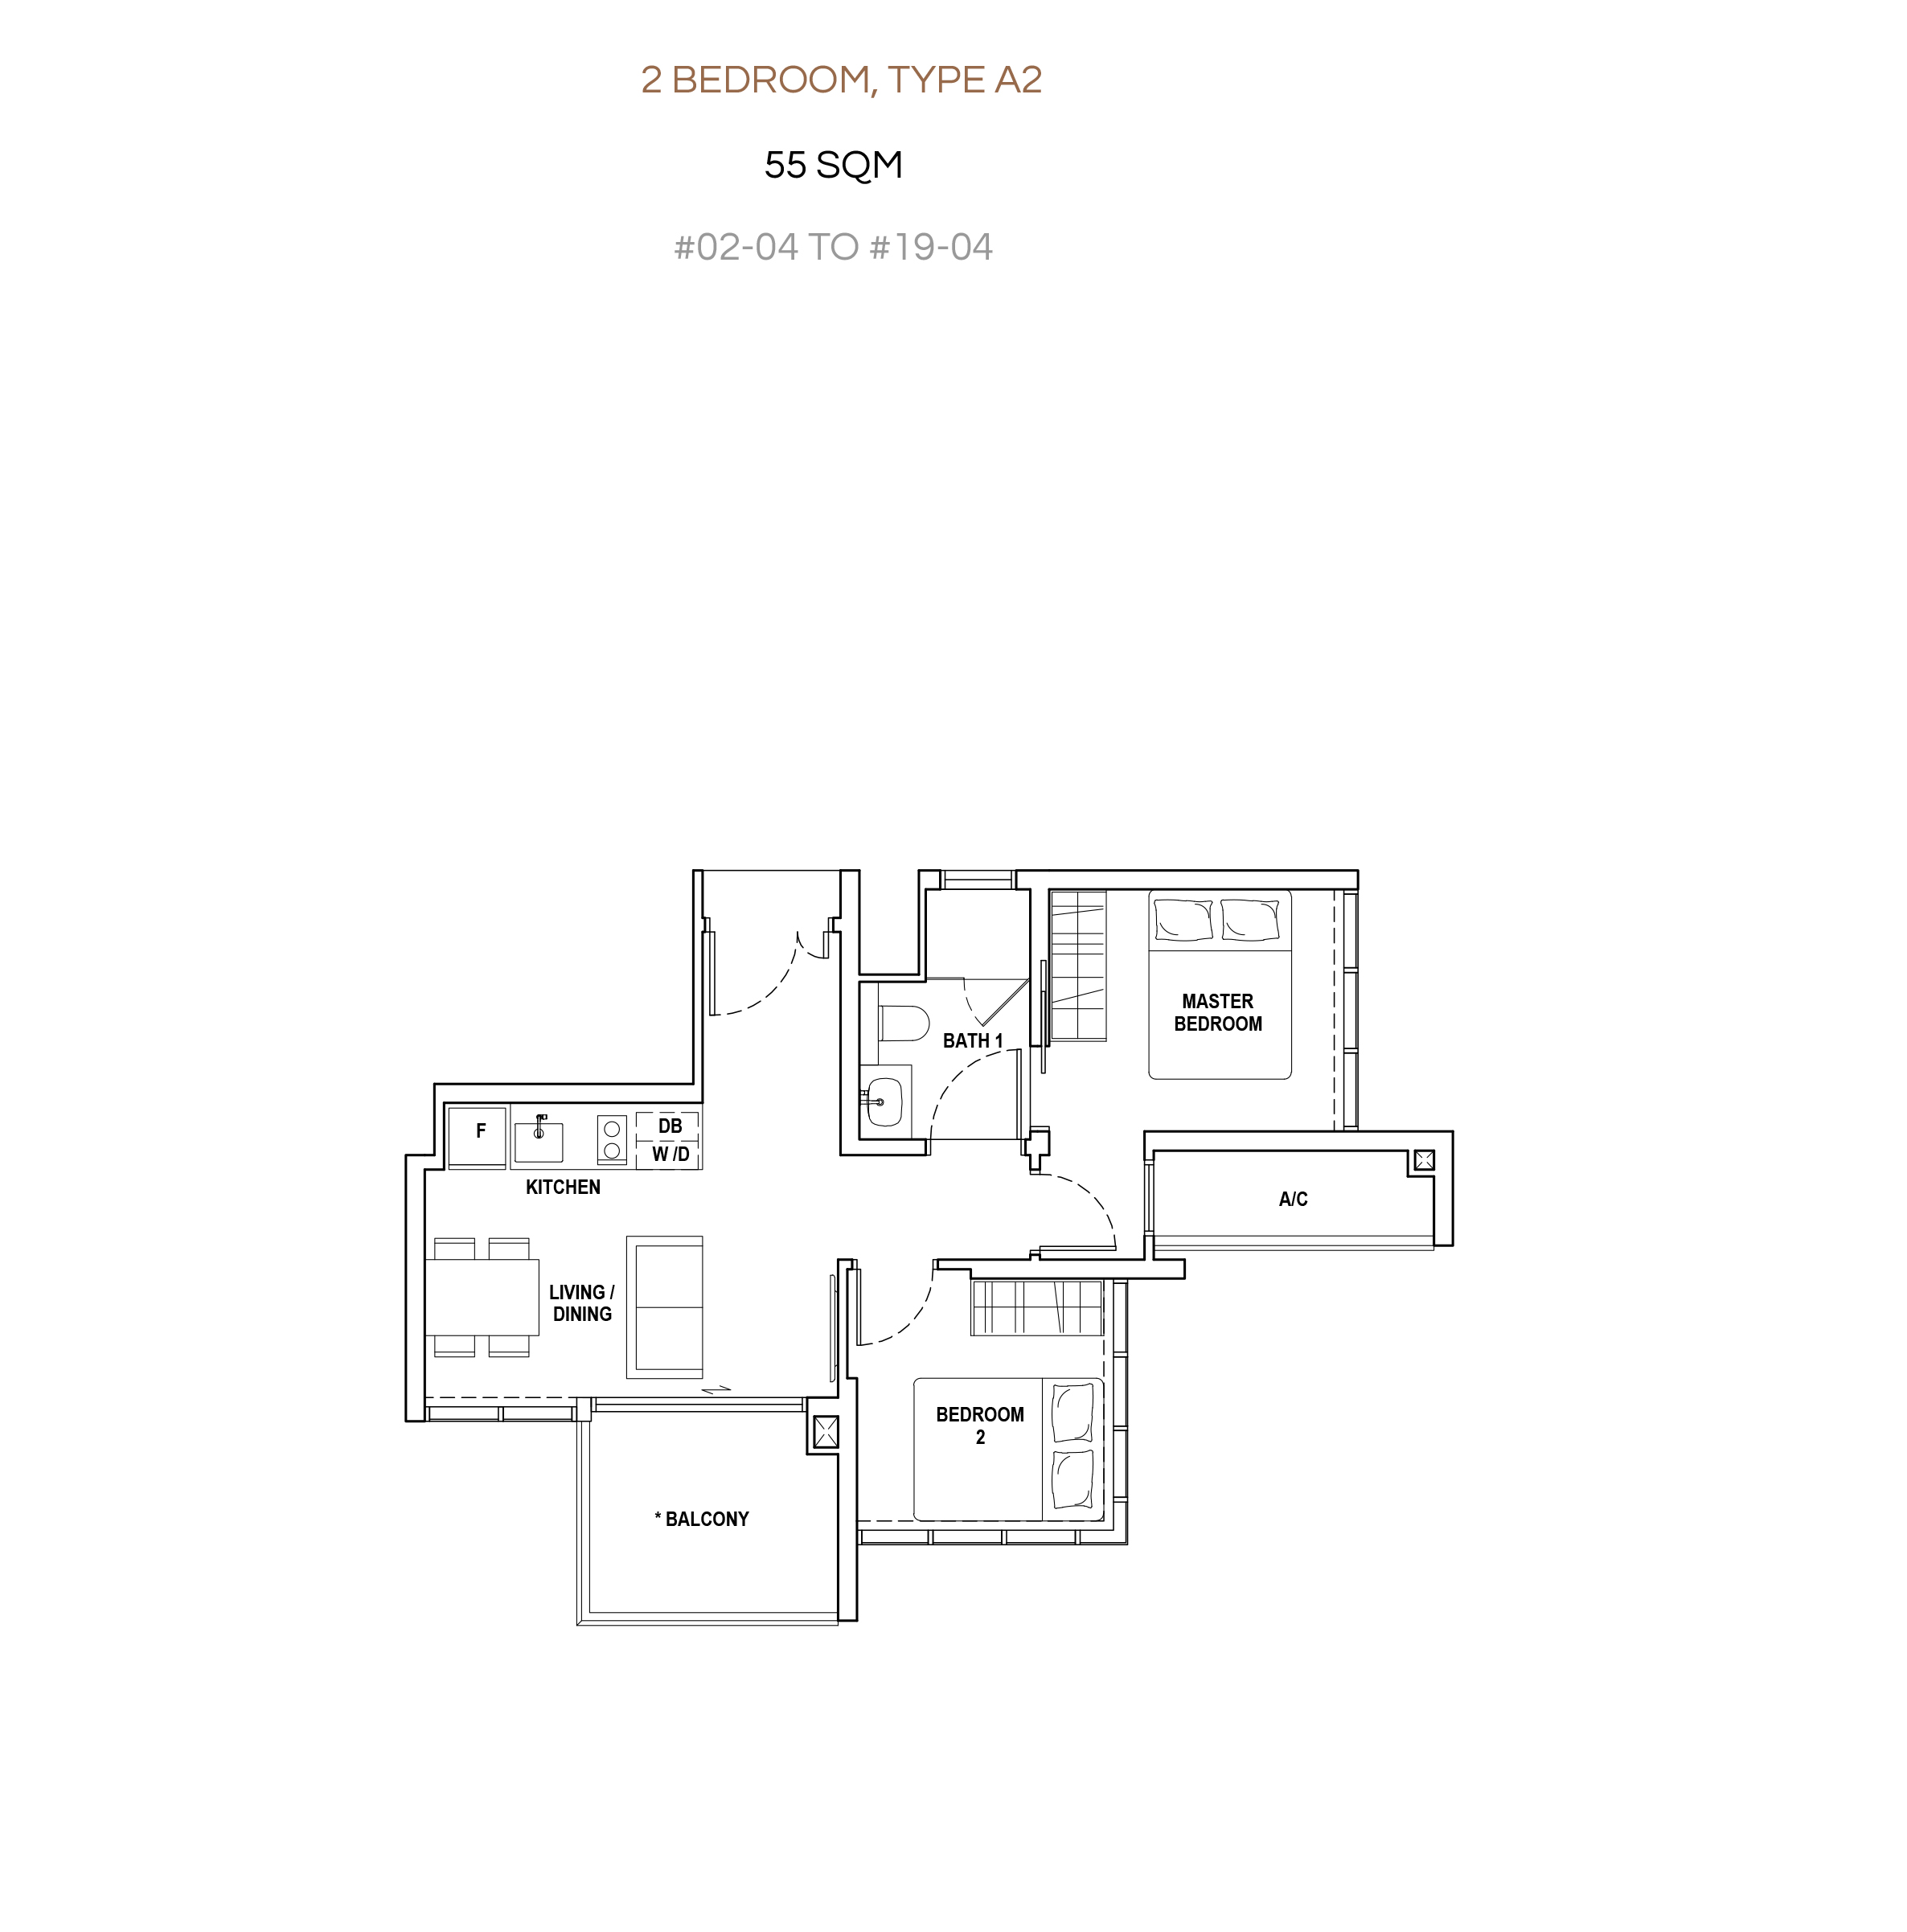 2 BEDROOM, TYPE A2
55 SQM
#02-04 TO #19-04
MASTER
BEDROOM
BATH 1
F
DB
W /D
KITCHEN
A/C
LIVING /
DINING
BEDROOM
2
* BALCONY